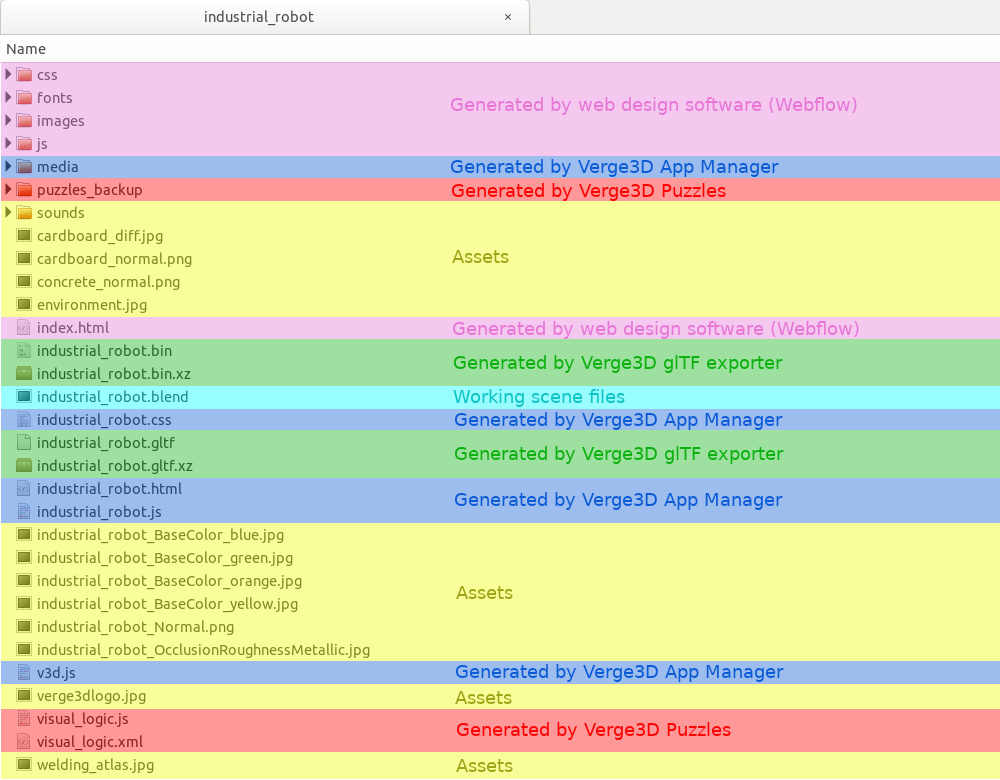 industrial_robot ×
Name
css
fonts
Generated by web design software (Webflow)
images
js
media Generated by Verge3D App Manager
puzzles_backup Generated by Verge3D Puzzles
sounds
cardboard_diff.jpg
cardboard_normal.png Assets
concrete_normal.png
environment.jpg
index.html Generated by web design software (Webflow)
industrial_robot.bin
Generated by Verge3D glTF exporter
industrial_robot.bin.xz
industrial_robot.blend Working scene files
industrial_robot.css Generated by Verge3D App Manager
industrial_robot.gltf
Generated by Verge3D glTF exporter
industrial_robot.gltf.xz
industrial_robot.html
Generated by Verge3D App Manager
industrial_robot.js
industrial_robot_BaseColor_blue.jpg
industrial_robot_BaseColor_green.jpg
industrial_robot_BaseColor_orange.jpg
Assets
industrial_robot_BaseColor_yellow.jpg
industrial_robot_Normal.png
industrial_robot_OcclusionRoughnessMetallic.jpg
v3d.js Generated by Verge3D App Manager
verge3dlogo.jpg Assets
visual_logic.js
Generated by Verge3D Puzzles
visual_logic.xml
welding_atlas.jpg Assets